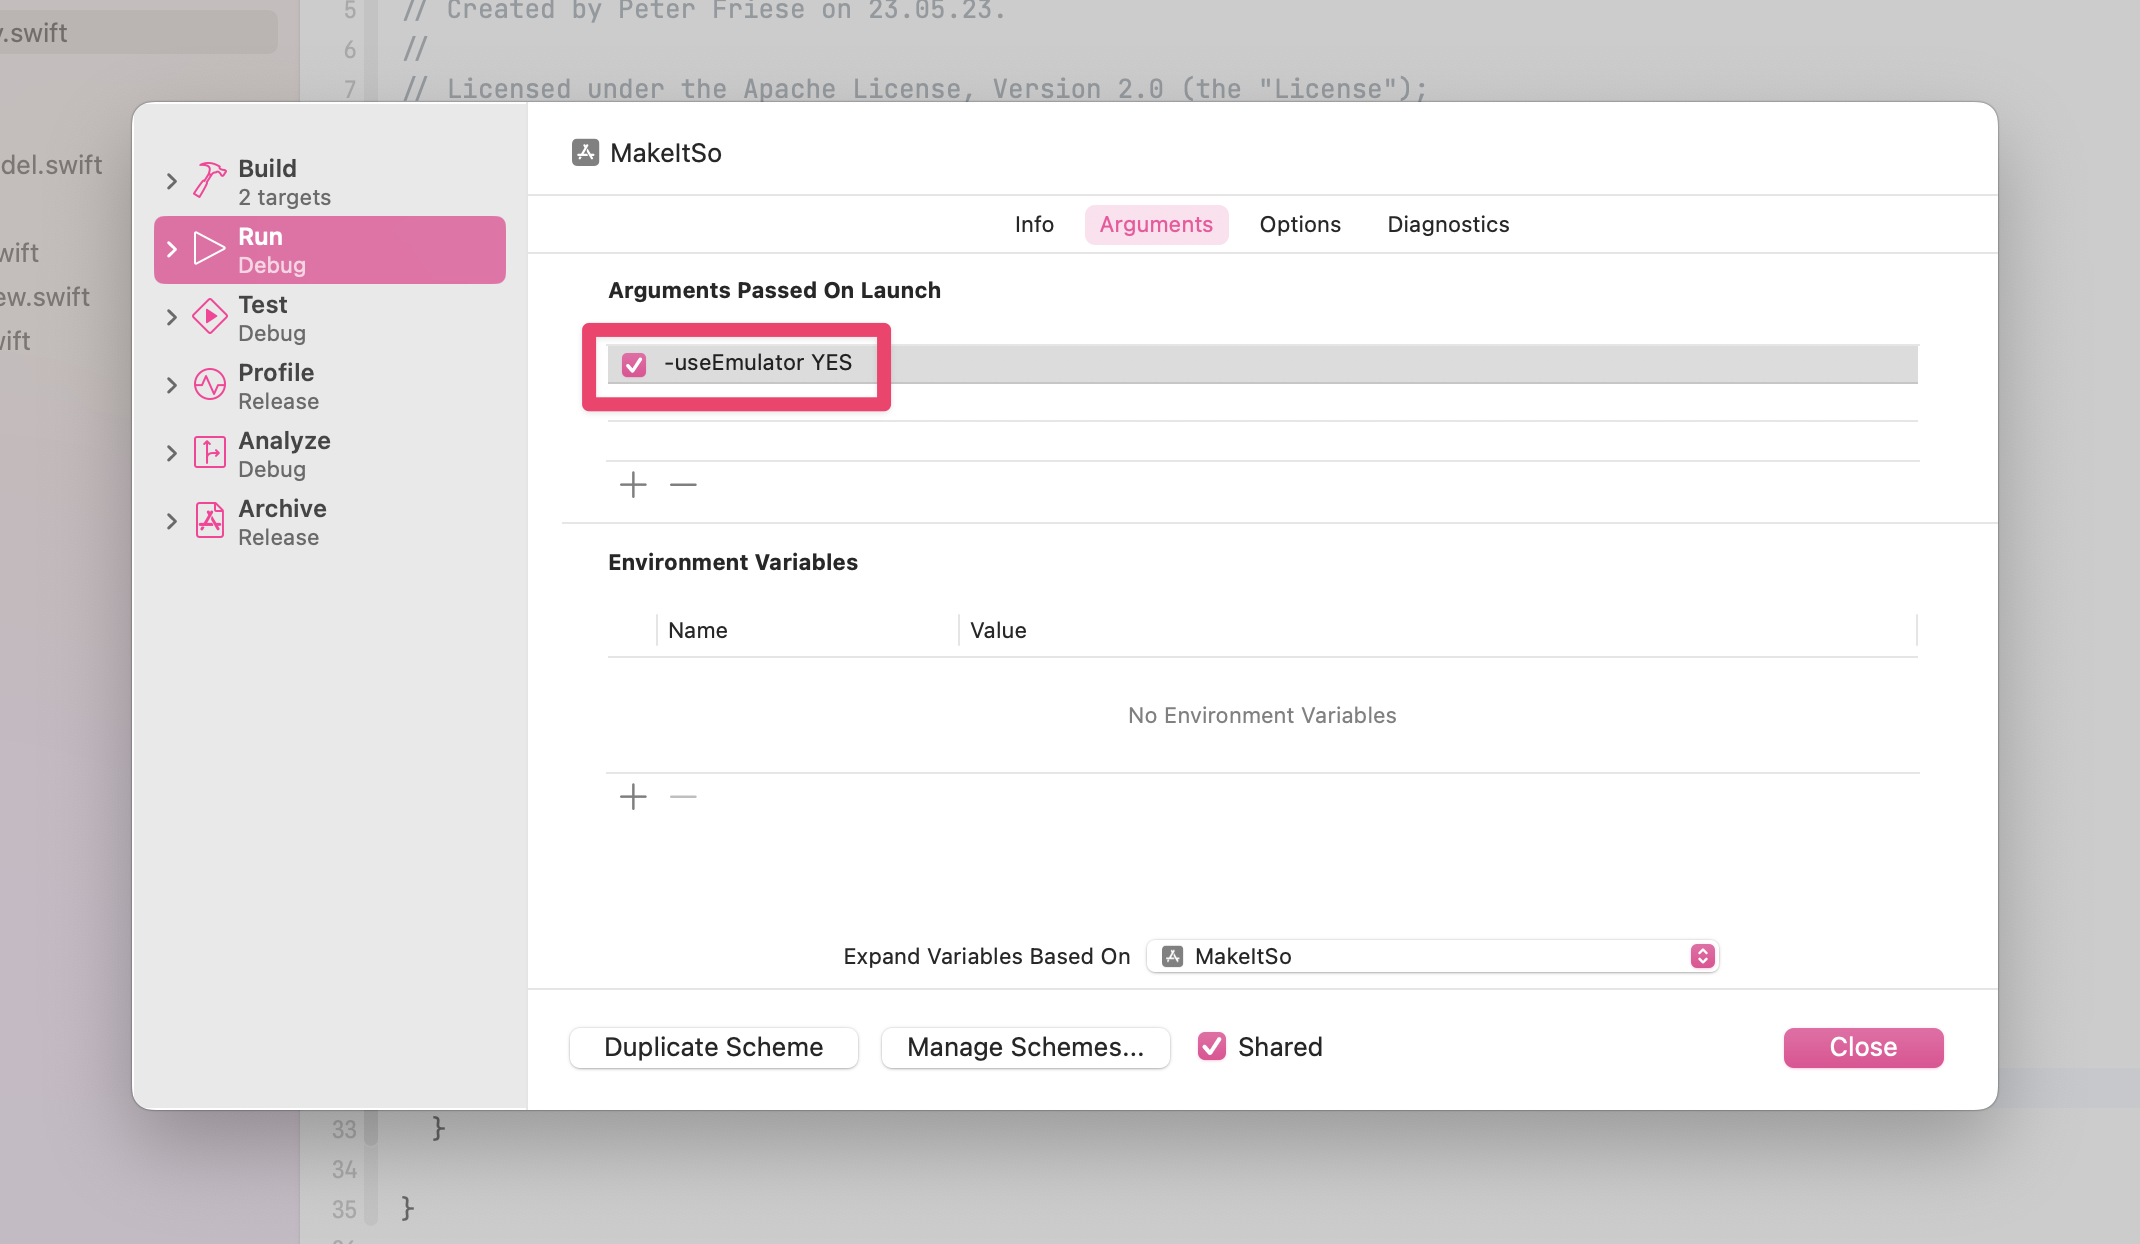 5 // Created by Peter Friese on 23.05.23.
6 //
7 // Licensed under the Apache License, Version 2.0 (the "License");
.swift
del.swift
wift
ew.swift
ift
Build
2 targets
Run
Debug
Test
Debug
Profile
Release
Analyze
Debug
Archive
Release
MakeItSo
Info Arguments Options Diagnostics
Arguments Passed On Launch
-useEmulator YES
Environment Variables
Name Value
No Environment Variables
Expand Variables Based On MakeItSo
Duplicate Scheme Manage Schemes... Shared Close
33 }
34
35 }